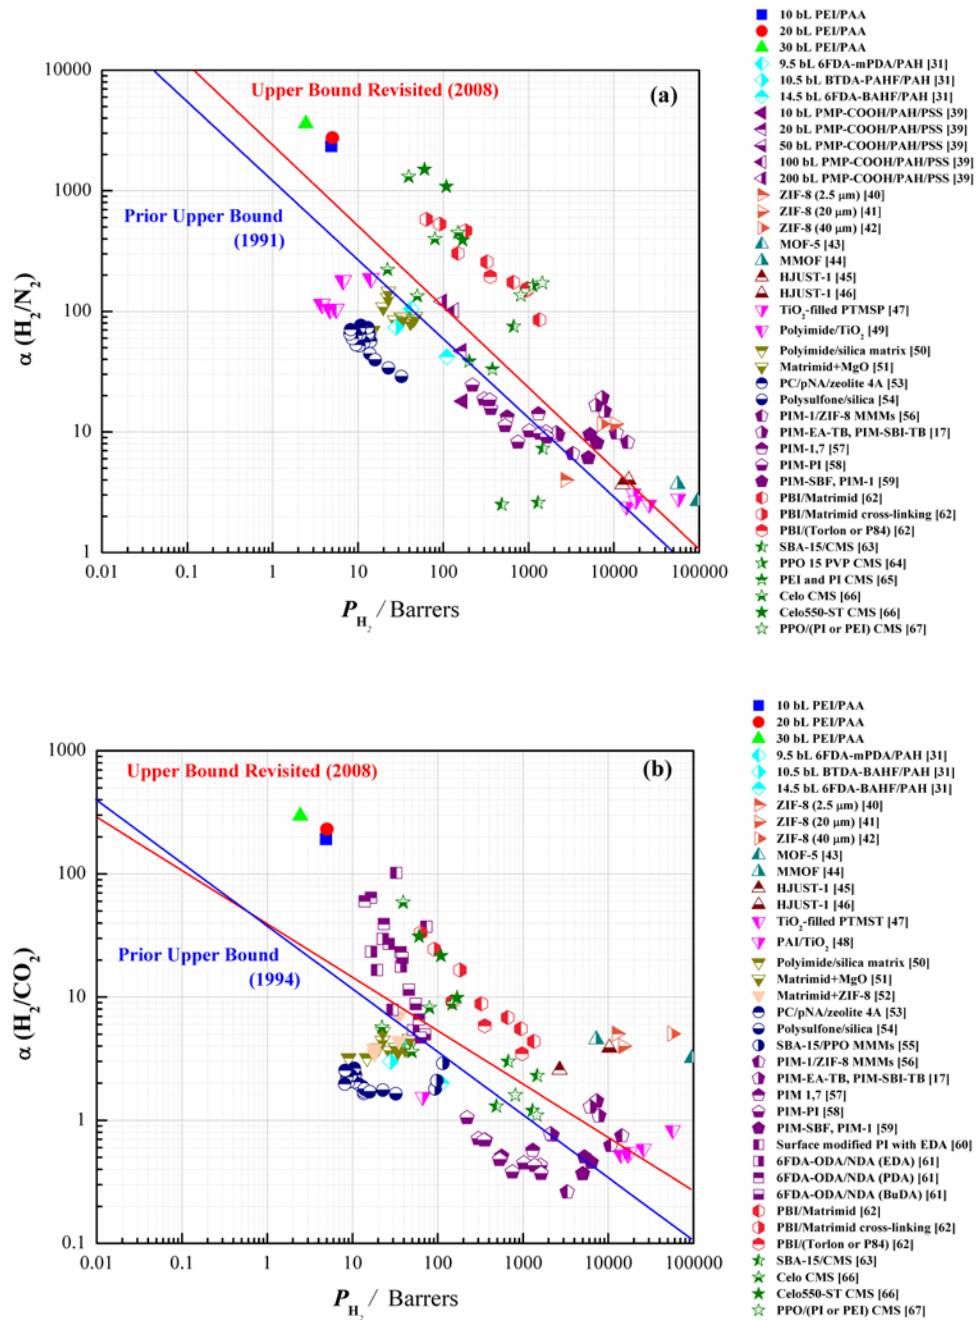 (a)
10000
1000
100
10
1
α (H₂/N₂)
Upper Bound Revisited (2008)
Prior Upper Bound
(1991)
0.01 0.1 1 10 100 1000 10000 100000
P_H₂ / Barrers
10 bL PEI/PAA
20 bL PEI/PAA
30 bL PEI/PAA
9.5 bL 6FDA-mPDA/PAH [31]
10.5 bL BTDA-PAHF/PAH [31]
14.5 bL 6FDA-BAHF/PAH [31]
10 bL PMP-COOH/PAH/PSS [39]
20 bL PMP-COOH/PAH/PSS [39]
50 bL PMP-COOH/PAH/PSS [39]
100 bL PMP-COOH/PAH/PSS [39]
200 bL PMP-COOH/PAH/PSS [39]
ZIF-8 (2.5 μm) [40]
ZIF-8 (20 μm) [41]
ZIF-8 (40 μm) [42]
MOF-5 [43]
MMOF [44]
HJUST-1 [45]
HJUST-1 [46]
TiO₂-filled PTMSP [47]
Polyimide/TiO₂ [49]
Polyimide/silica matrix [50]
Matrimid+MgO [51]
PC/pNA/zeolite 4A [53]
Polysulfone/silica [54]
PIM-1/ZIF-8 MMMs [56]
PIM-EA-TB, PIM-SBI-TB [17]
PIM-1,7 [57]
PIM-PI [58]
PIM-SBF, PIM-1 [59]
PBI/Matrimid [62]
PBI/Matrimid cross-linking [62]
PBI/(Torlon or P84) [62]
SBA-15/CMS [63]
PPO 15 PVP CMS [64]
PEI and PI CMS [65]
Celo CMS [66]
Celo550-ST CMS [66]
PPO/(PI or PEI) CMS [67]
(b)
1000
100
10
1
0.1
α (H₂/CO₂)
Upper Bound Revisited (2008)
Prior Upper Bound
(1994)
0.01 0.1 1 10 100 1000 10000 100000
P_H₂ / Barrers
10 bL PEI/PAA
20 bL PEI/PAA
30 bL PEI/PAA
9.5 bL 6FDA-mPDA/PAH [31]
10.5 bL BTDA-BAHF/PAH [31]
14.5 bL 6FDA-BAHF/PAH [31]
ZIF-8 (2.5 μm) [40]
ZIF-8 (20 μm) [41]
ZIF-8 (40 μm) [42]
MOF-5 [43]
MMOF [44]
HJUST-1 [45]
HJUST-1 [46]
TiO₂-filled PTMST [47]
PAI/TiO₂ [48]
Polyimide/silica matrix [50]
Matrimid+MgO [51]
Matrimid+ZIF-8 [52]
PC/pNA/zeolite 4A [53]
Polysulfone/silica [54]
SBA-15/PPO MMMs [55]
PIM-1/ZIF-8 MMMs [56]
PIM-EA-TB, PIM-SBI-TB [17]
PIM 1,7 [57]
PIM-PI [58]
PIM-SBF, PIM-1 [59]
Surface modified PI with EDA [60]
6FDA-ODA/NDA (EDA) [61]
6FDA-ODA/NDA (PDA) [61]
6FDA-ODA/NDA (BuDA) [61]
PBI/Matrimid [62]
PBI/Matrimid cross-linking [62]
PBI/(Torlon or P84) [62]
SBA-15/CMS [63]
Celo CMS [66]
Celo550-ST CMS [66]
PPO/(PI or PEI) CMS [67]